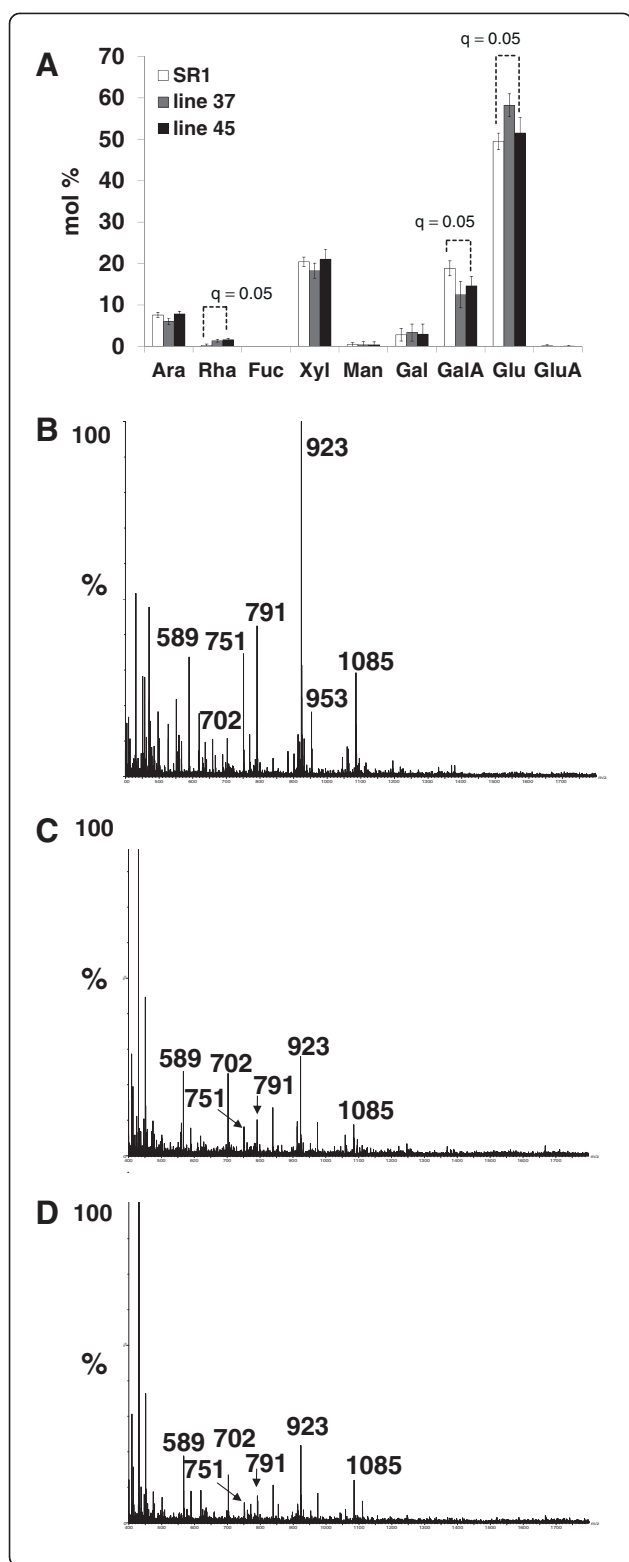 A
q = 0.05
70
SR1
60
line 37
50
line 45
40
30
20
10
0
mol %
q = 0.05
q = 0.05
Ara Rha Fuc Xyl Man Gal GalA Glu GluA
B
100
%
923
791
751
589
1085
953
702
C
100
%
923
589
702
751
791
1085
D
100
%
923
702
589
751
791
1085